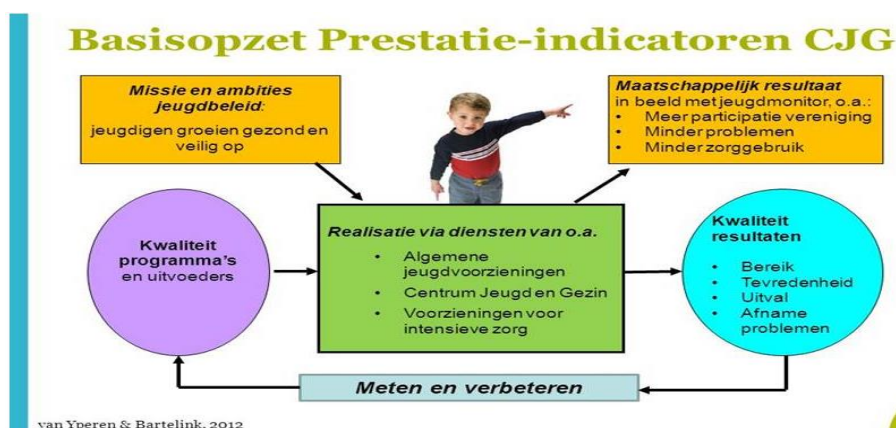 Basisopzet Prestatie-indicatoren CJG
Missie en ambities
jeugdbeleid:
jeugdigen groeien gezond en
veilig op
Maatschappelijk resultaat
in beeld met jeugdmonitor, o.a.:
• Meer participatie vereniging
• Minder problemen
• Minder zorggebruik
Kwaliteit
programma's
en uitvoeders
Realisatie via diensten van o.a.
• Algemene
jeugdvoorzieningen
• Centrum Jeugd en Gezin
• Voorzieningen voor
intensieve zorg
Kwaliteit
resultaten
• Bereik
• Tevredenheid
• Uitval
• Afname
problemen
Meten en verbeteren
van Yperen & Bartelink, 2012